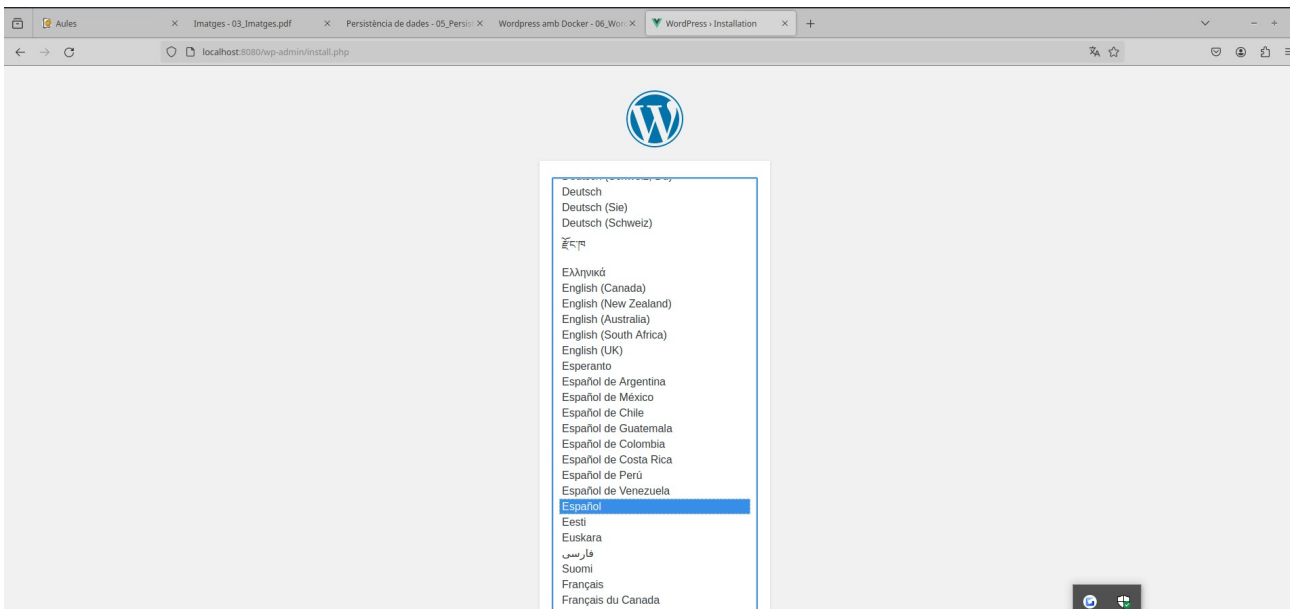 Aules
Imatges - 03_Imatges.pdf
Persistència de dades - 05_Persis
Wordpress amb Docker - 06_Wor
WordPress › Installation
localhost:8080/wp-admin/install.php
Deutsch
Deutsch (Sie)
Deutsch (Schweiz)
རྫོང་ཁ
Ελληνικά
English (Canada)
English (New Zealand)
English (Australia)
English (South Africa)
English (UK)
Esperanto
Español de Argentina
Español de México
Español de Chile
Español de Guatemala
Español de Colombia
Español de Costa Rica
Español de Perú
Español de Venezuela
Español
Eesti
Euskara
فارسی
Suomi
Français
Français du Canada